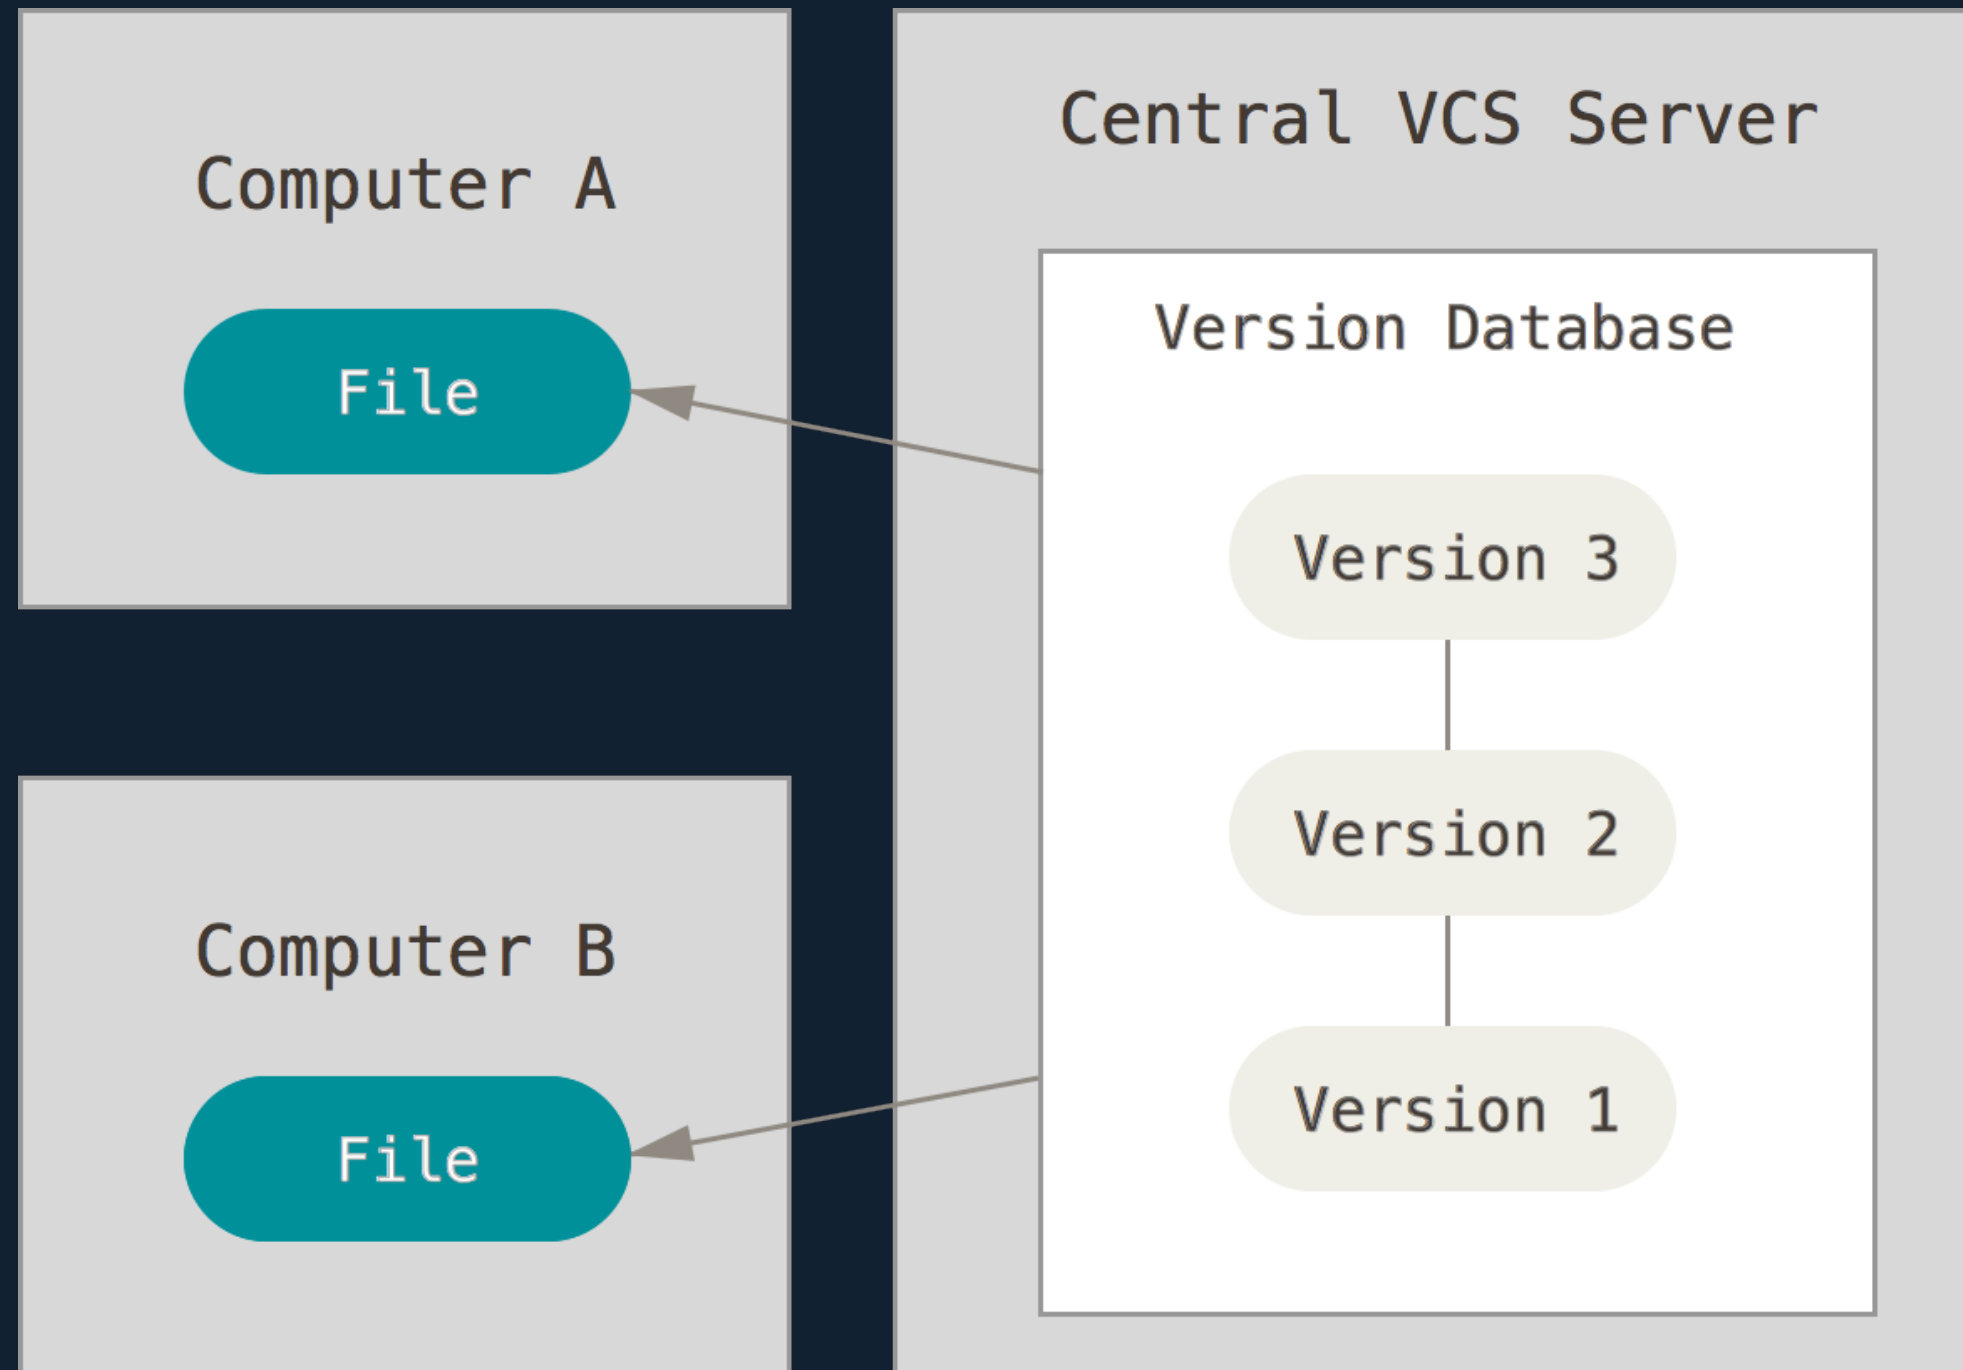 Computer A
File
Computer B
File
Central VCS Server
Version Database
Version 3
Version 2
Version 1